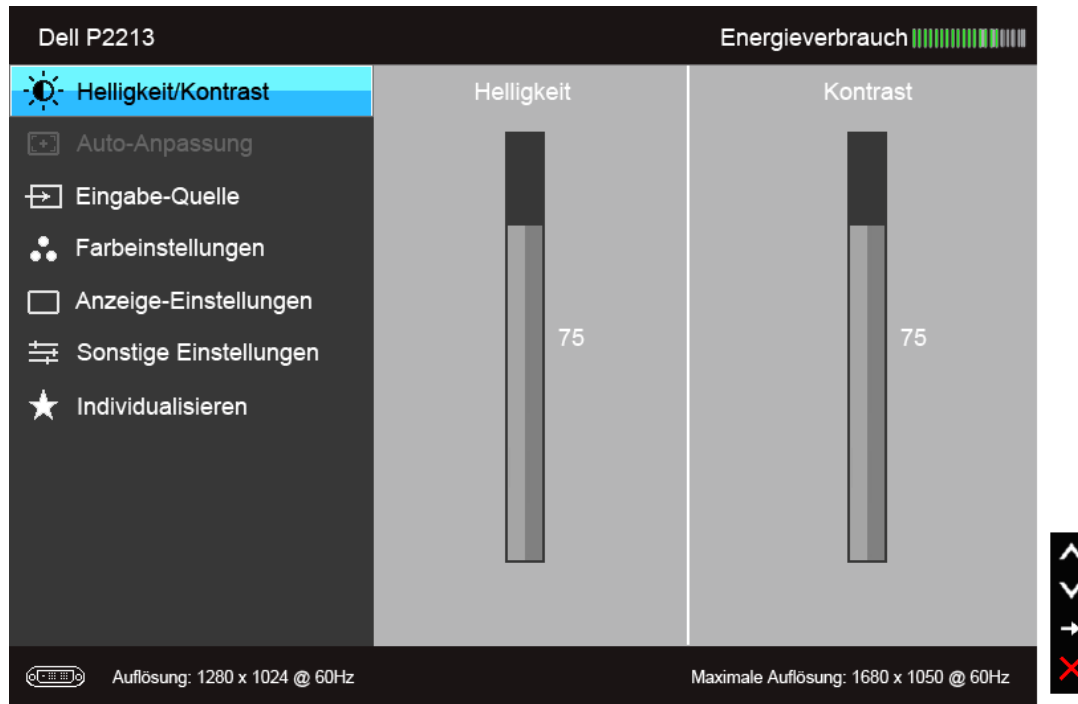 Dell P2213
Energieverbrauch
Helligkeit/Kontrast
Auto-Anpassung
Eingabe-Quelle
Farbeinstellungen
Anzeige-Einstellungen
Sonstige Einstellungen
Individualisieren
Helligkeit
75
Kontrast
75
Auflösung: 1280 x 1024 @ 60Hz
Maximale Auflösung: 1680 x 1050 @ 60Hz